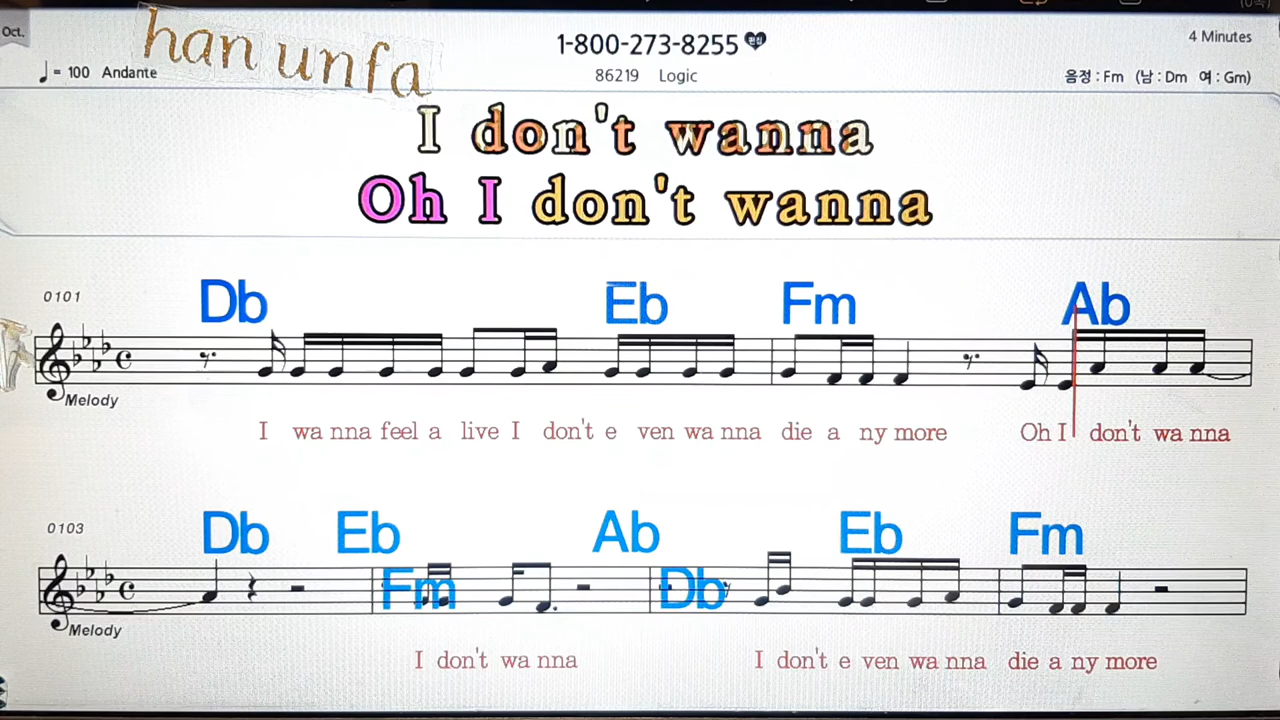 Oct.
han unfa
1-800-273-8255
편집
4 Minutes
♩= 100 Andante
86219 Logic
음정 : Fm (남 : Dm 여 : Gm)
I don't wanna
Oh I don't wanna
0101
Db Eb Fm Ab
Melody
I wa nna feel a live I don't e ven wa nna die a ny more Oh I don't wa nna
0103
Db Eb Ab Eb Fm
Fm Db
Melody
I don't wa nna I don't e ven wa nna die a ny more